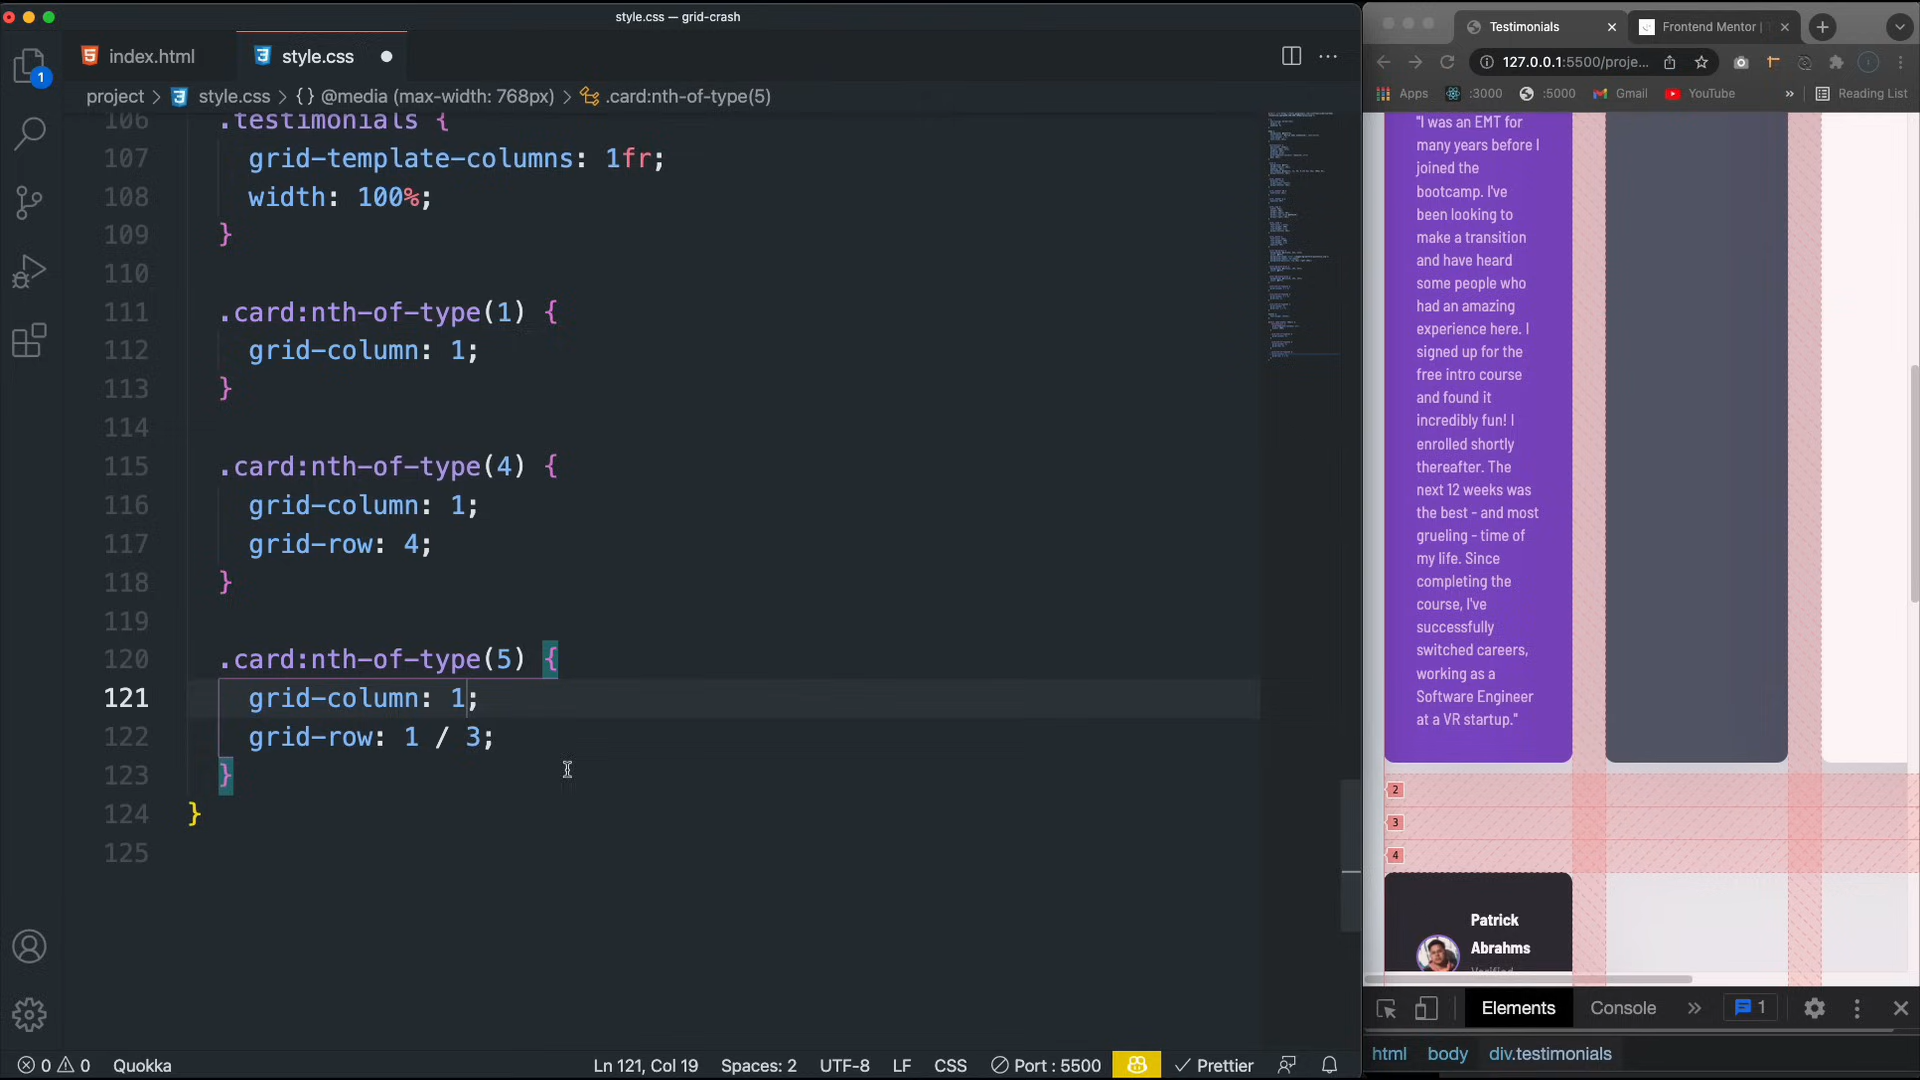 style.css — grid-crash
index.html
style.css
project > style.css > {} @media (max-width: 768px) > .card:nth-of-type(5)
1
106 .testimonials {
107 grid-template-columns: 1fr;
108 width: 100%;
109 }
110
111 .card:nth-of-type(1) {
112 grid-column: 1;
113 }
114
115 .card:nth-of-type(4) {
116 grid-column: 1;
117 grid-row: 4;
118 }
119
120 .card:nth-of-type(5) {
121 grid-column: 1;
122 grid-row: 1 / 3;
123 }
124 }
125
0 0 Quokka
Ln 121, Col 19 Spaces: 2 UTF-8 LF CSS Port : 5500 Prettier
Testimonials
Frontend Mentor |
127.0.0.1:5500/proje...
Apps :3000 :5000 Gmail YouTube » Reading List
"I was an EMT for
many years before I
joined the
bootcamp. I've
been looking to
make a transition
and have heard
some people who
had an amazing
experience here. I
signed up for the
free intro course
and found it
incredibly fun! I
enrolled shortly
thereafter. The
next 12 weeks was
the best - and most
grueling - time of
my life. Since
completing the
course, I've
successfully
switched careers,
working as a
Software Engineer
at a VR startup."
2
3
4
Patrick
Abrahms
Verified
Elements Console » 1
html body div.testimonials